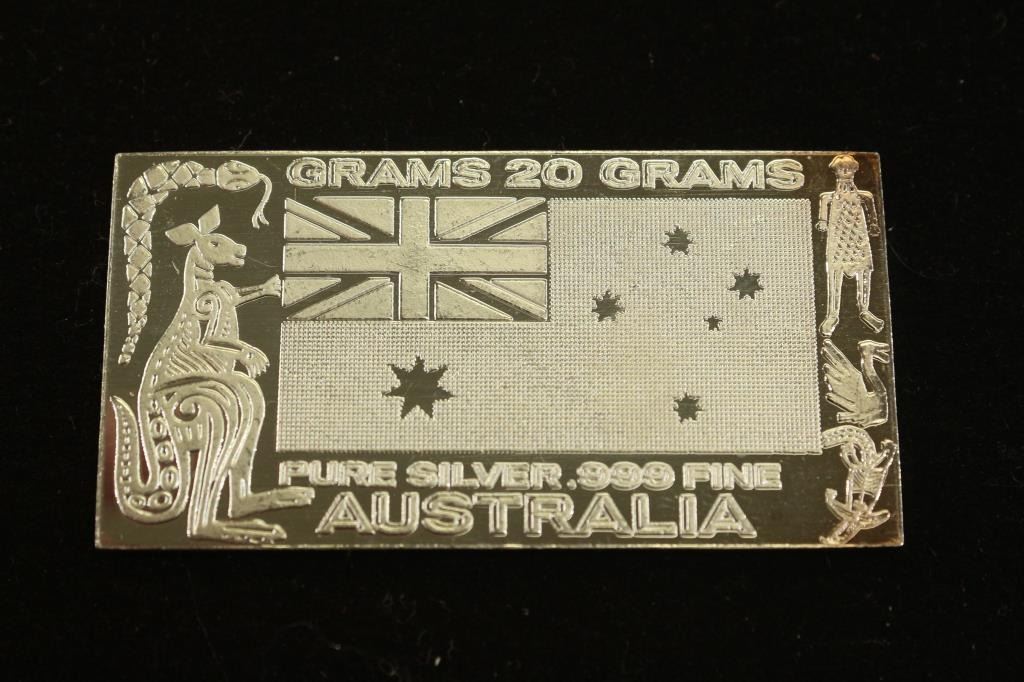 GRAMS 20 GRAMS
PURE SILVER .999 FINE
AUSTRALIA